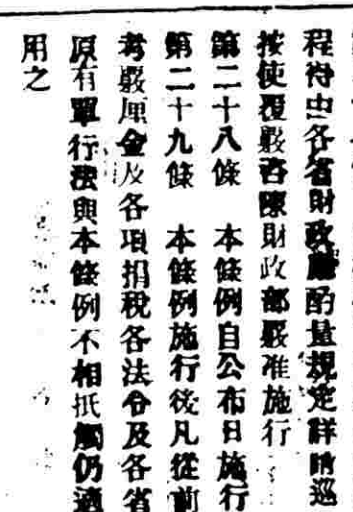 程得由各省財政廳酌量規定詳請巡
按使覆覈咨陳財政部覈准施行
第二十八條 本條例自公布日施行
第二十九條 本條例施行後凡從前
考覈厘金及各項捐稅各法令及各省
原有單行法與本條例不相抵觸仍適
用之